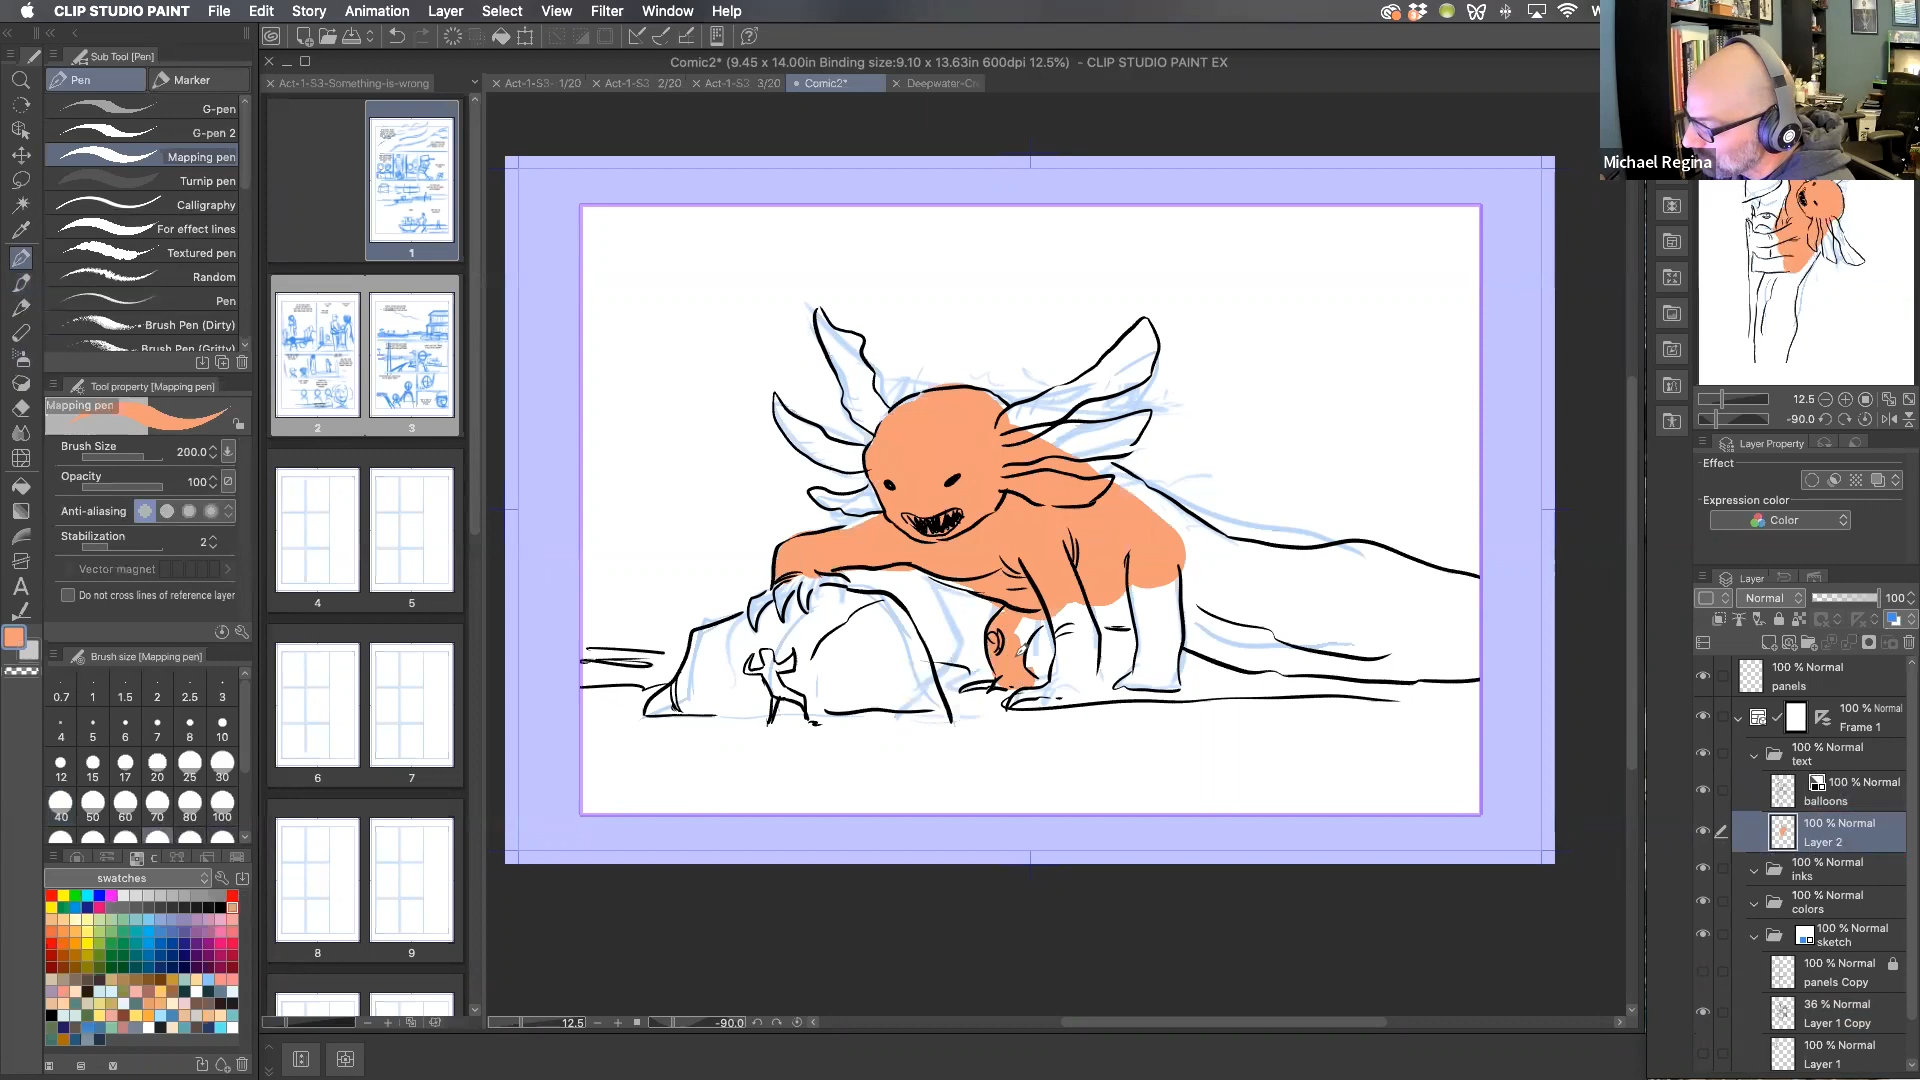 CLIP STUDIO PAINT File Edit Story Animation Layer Select View Filter Window Help
Sub Tool [Pen]
Pen
Marker
G-pen
G-pen 2
Mapping pen
Turnip pen
Calligraphy
For effect lines
Textured pen
Random
Pen
Brush Pen (Dirty)
Brush Pen (Gritty)
Tool property [Mapping pen]
Mapping pen
Brush Size 200.0
Opacity 100
Anti-aliasing
Stabilization 2
Vector magnet
Do not cross lines of reference layer
Brush size [Mapping pen]
0.7 1 1.5 2 2.5 3
4 5 6 7 8 10
12 15 17 20 25 30
40 50 60 70 80 100
swatches
Comic2* (9.45 x 14.00in Binding size:9.10 x 13.63in 600dpi 12.5%) - CLIP STUDIO PAINT EX
Act-1-S3-Something-is-wrong
Act-1-S3- 1/20
Act-1-S3 2/20
Act-1-S3 3/20
Comic2*
Deepwater-Cr
1
2 3
4 5
6 7
8 9
12.5
-90.0
Michael Regina
12.5
-90.0
Layer Property
Effect
Expression color
Color
Layer
Normal 100
100 % Normal
panels
100 % Normal
Frame 1
100 % Normal
text
100 % Normal
balloons
100 % Normal
Layer 2
100 % Normal
inks
100 % Normal
colors
100 % Normal
sketch
100 % Normal
panels Copy
36 % Normal
Layer 1 Copy
100 % Normal
Layer 1